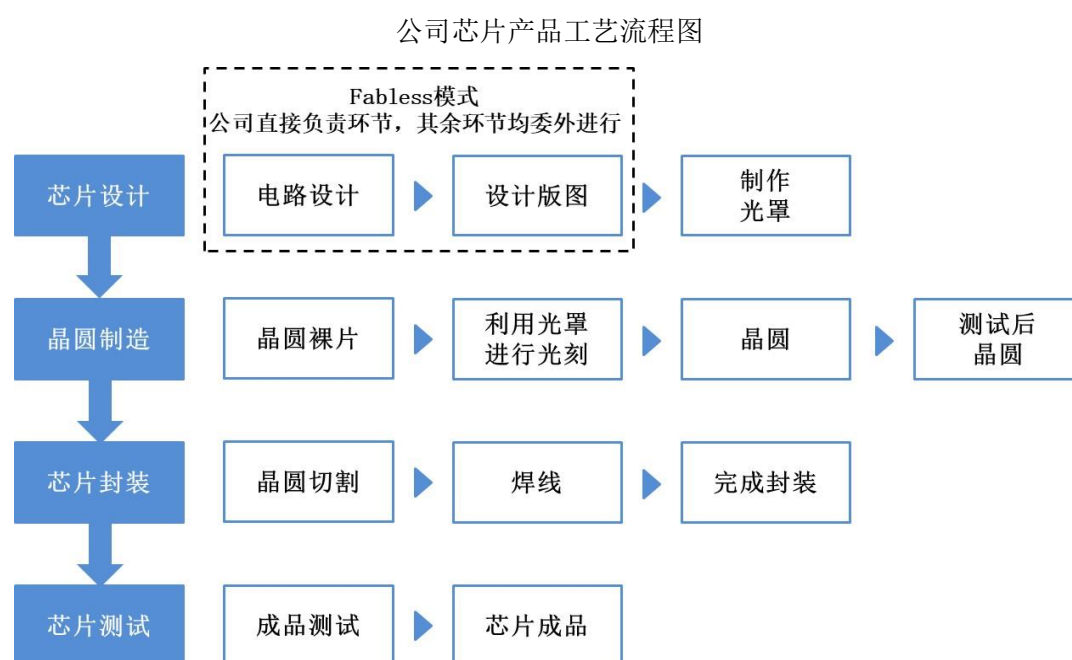 公司芯片产品工艺流程图
Fabless模式
公司直接负责环节，其余环节均委外进行
芯片设计
电路设计
设计版图
制作
光罩
晶圆制造
晶圆裸片
利用光罩
进行光刻
晶圆
测试后
晶圆
芯片封装
晶圆切割
焊线
完成封装
芯片测试
成品测试
芯片成品